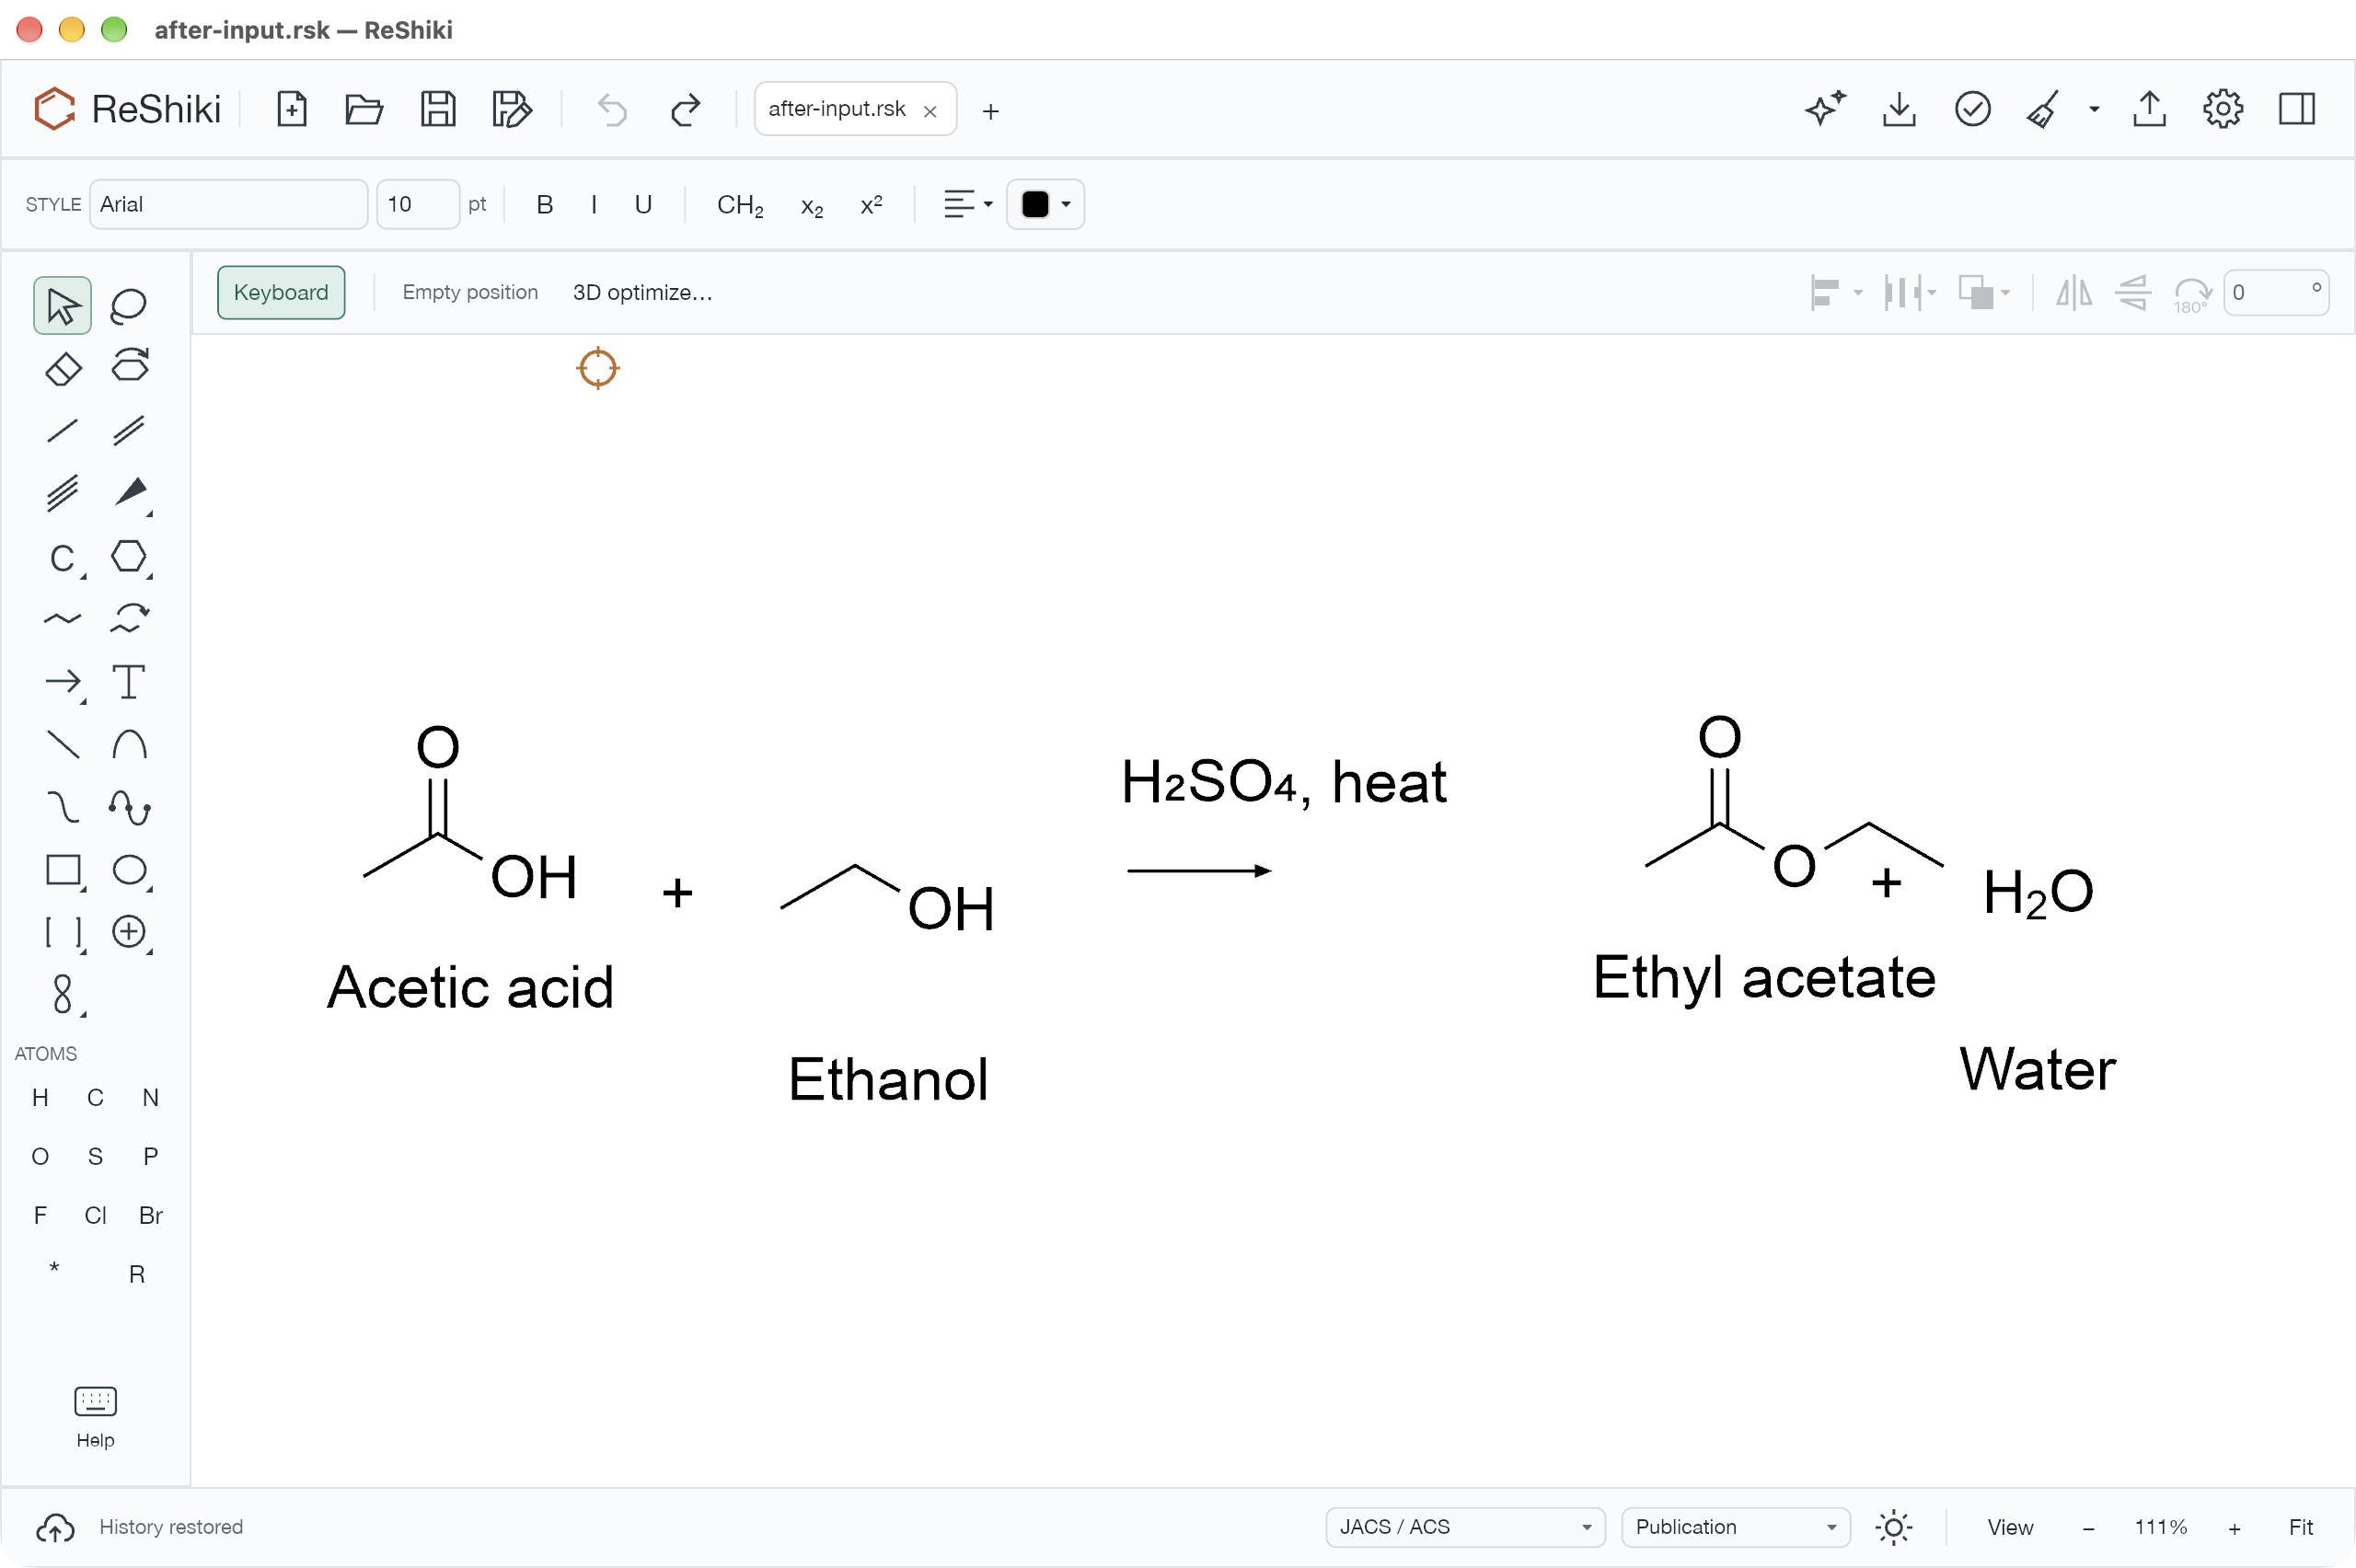 after-input.rsk — ReShiki
ReShiki
after-input.rsk × +
STYLE Arial 10 pt B I U CH₂ x₂ x²
Keyboard Empty position 3D optimize...
180° 0 °
C
T
O
O
H₂SO₄, heat
OH + OH
O + H₂O
Acetic acid
Ethyl acetate
Ethanol
Water
ATOMS
H C N
O S P
F Cl Br
* R
Help
History restored JACS / ACS Publication View − 111% + Fit